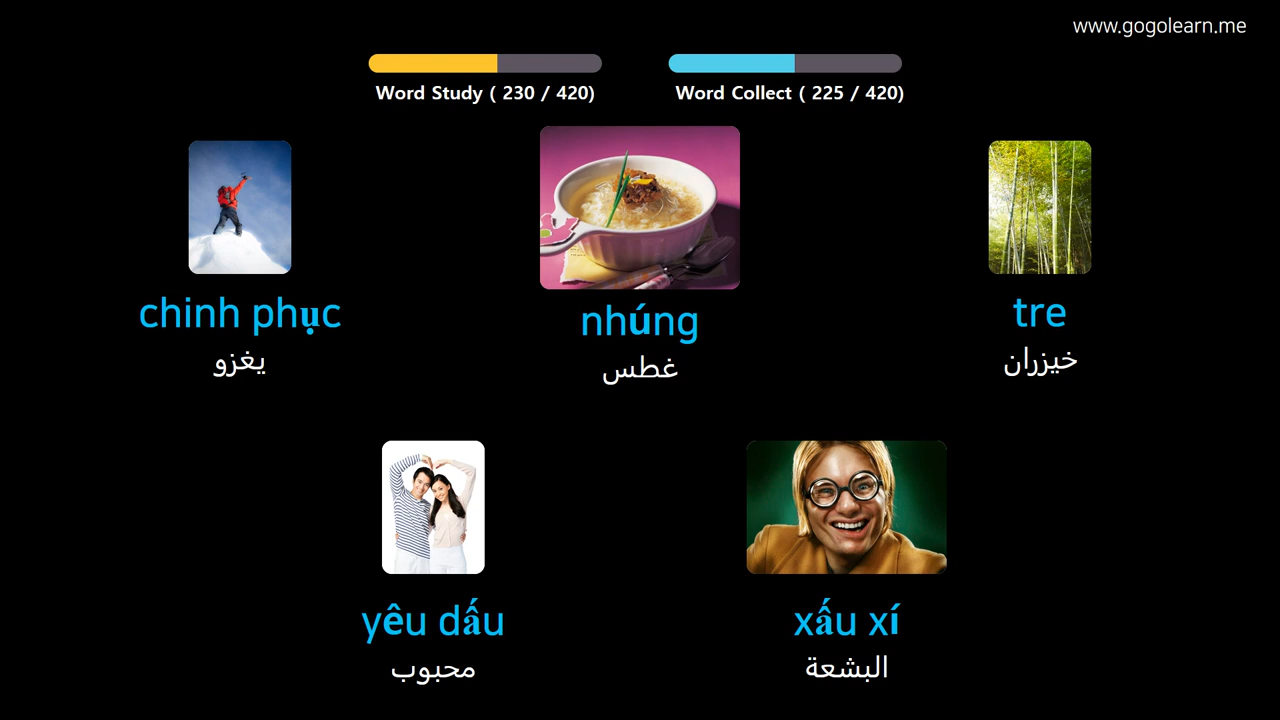 www.gogolearn.me
Word Study ( 230 / 420)
Word Collect ( 225 / 420)
chinh phục
يغزو
nhúng
غطس
tre
خيزران
yêu dấu
محبوب
xấu xí
البشعة